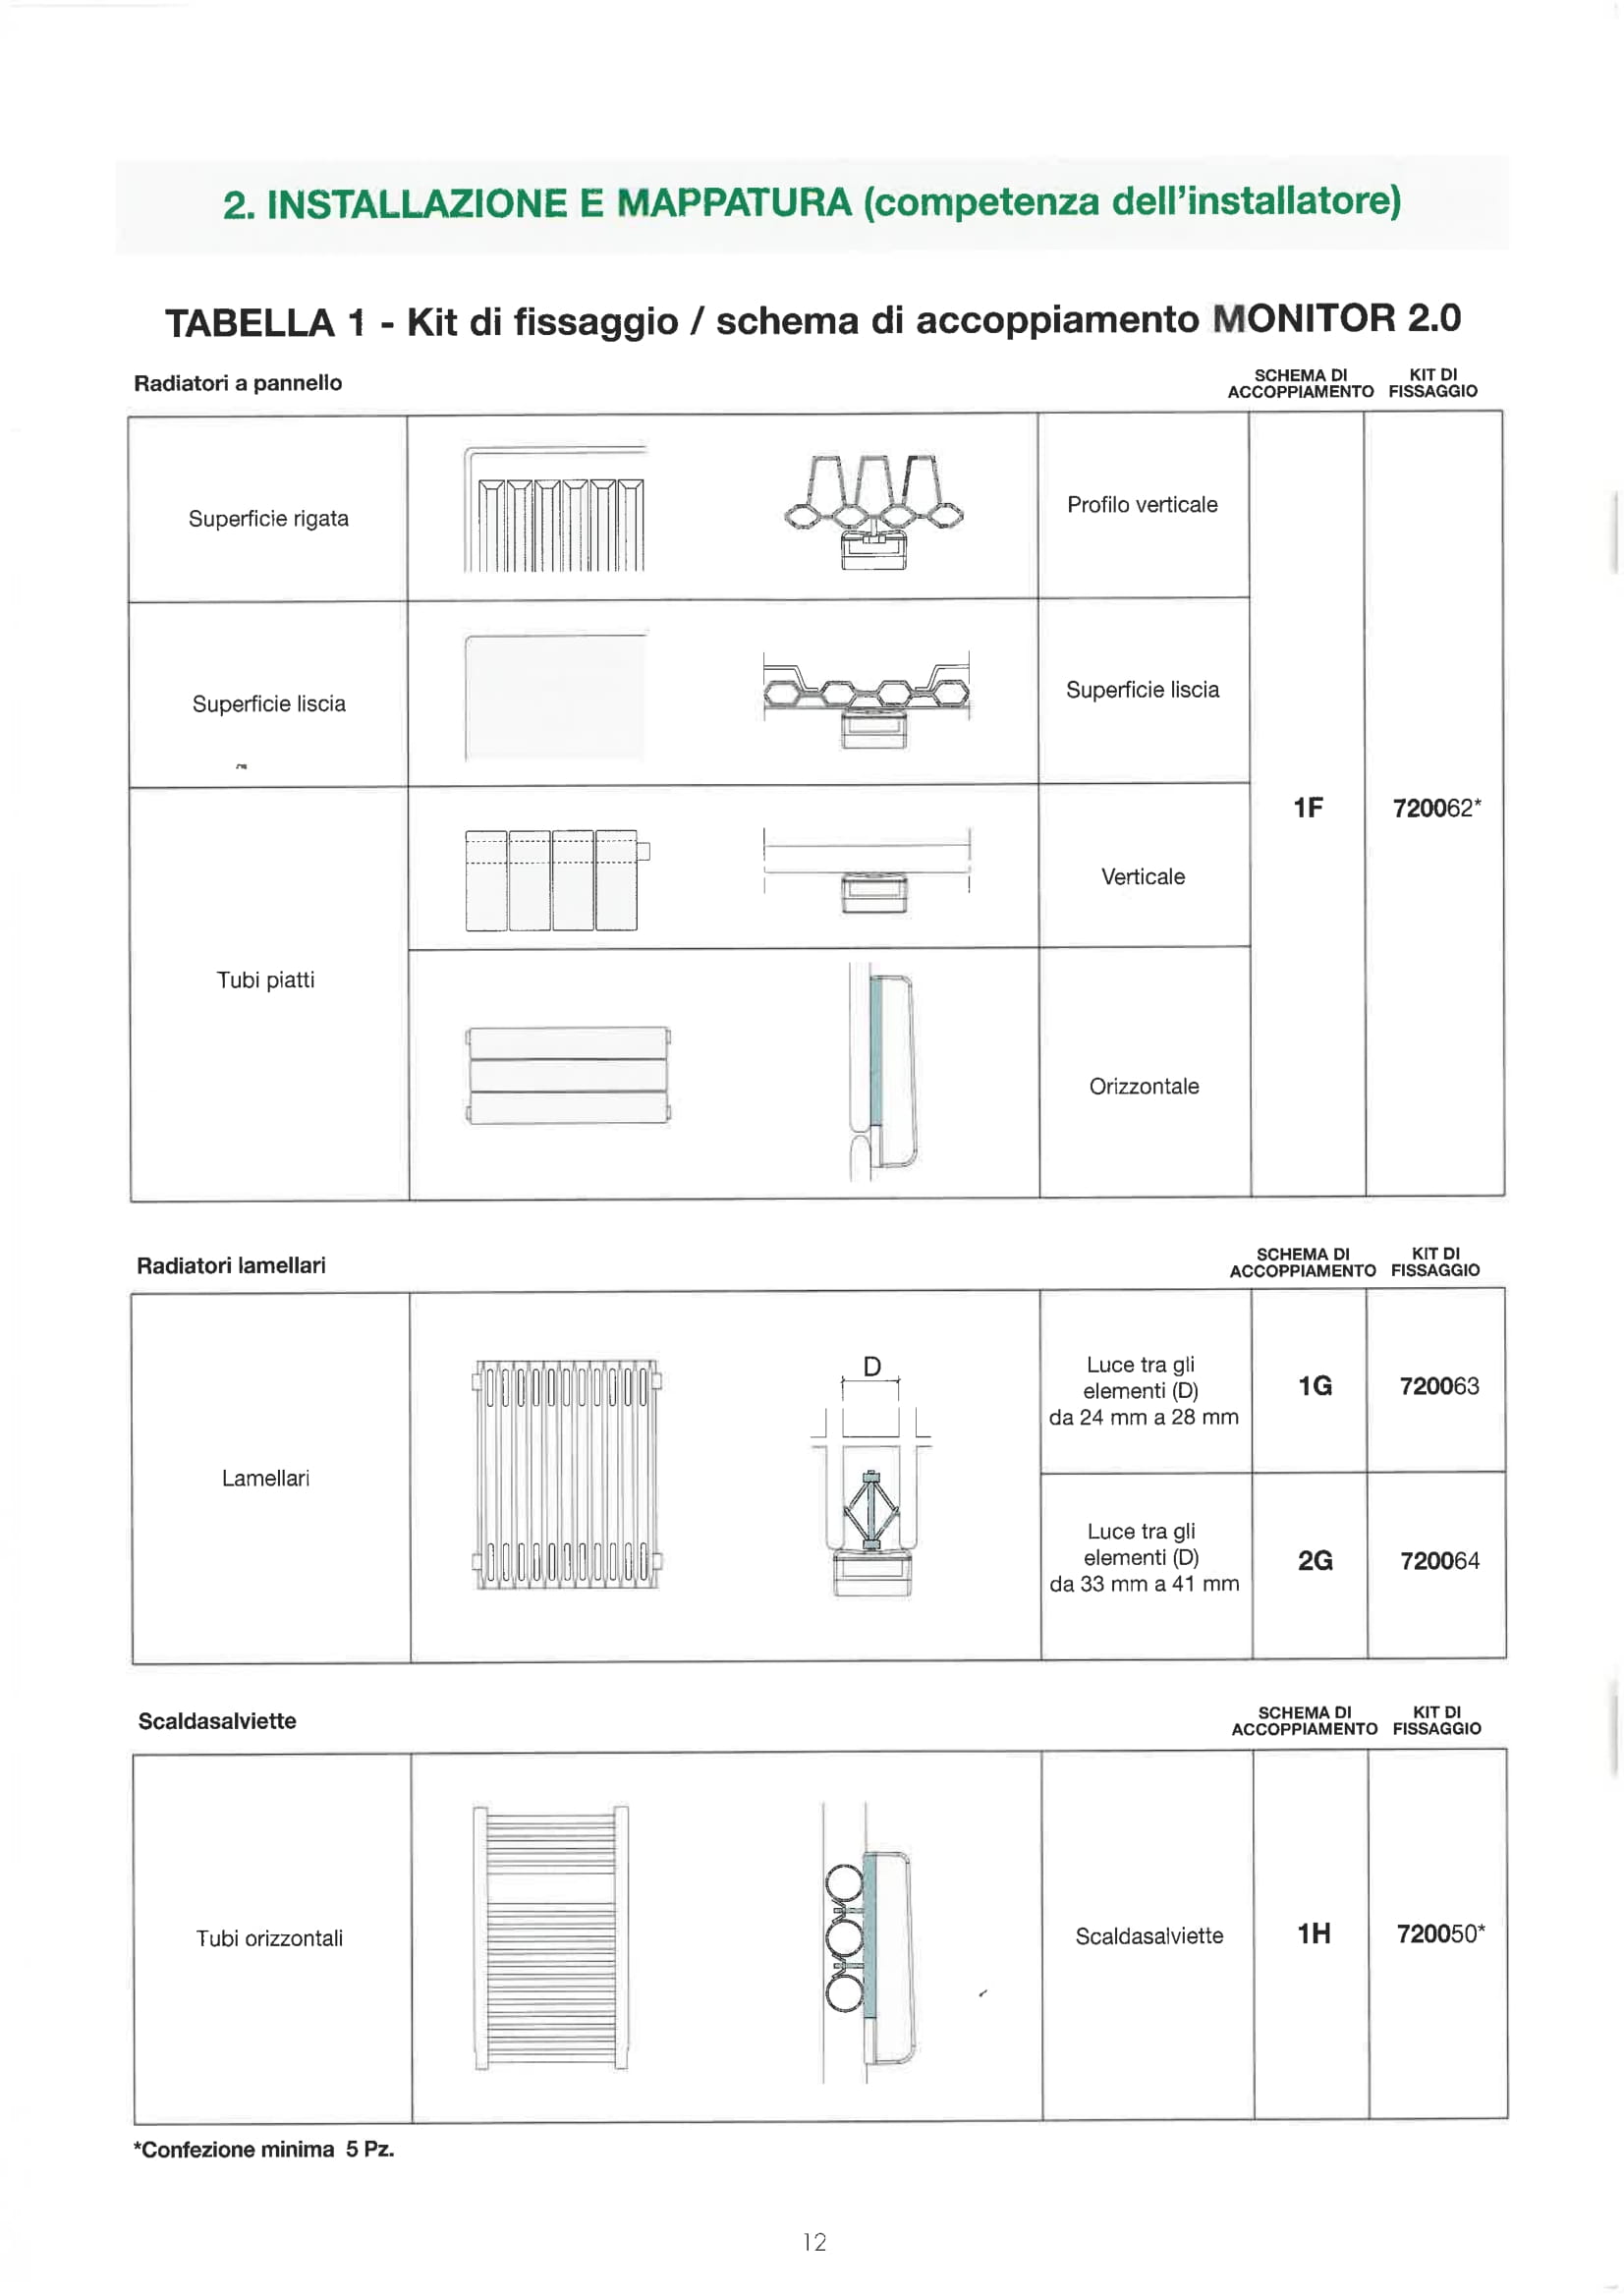 2. INSTALLAZIONE E MAPPATURA (competenza dell'installatore)
TABELLA 1 - Kit di fissaggio / schema di accoppiamento MONITOR 2.0
Radiatori a pannello
SCHEMA DI ACCOPPIAMENTO
KIT DI FISSAGGIO
Superficie rigata
Profilo verticale
Superficie liscia
Superficie liscia
1F
720062*
Verticale
Tubi piatti
Orizzontale
Radiatori lamellari
SCHEMA DI ACCOPPIAMENTO
KIT DI FISSAGGIO
D
Luce tra gli
elementi (D)
da 24 mm a 28 mm
1G
720063
Lamellari
Luce tra gli
elementi (D)
da 33 mm a 41 mm
2G
720064
Scaldasalviette
SCHEMA DI ACCOPPIAMENTO
KIT DI FISSAGGIO
Tubi orizzontali
Scaldasalviette
1H
720050*
*Confezione minima 5 Pz.
12